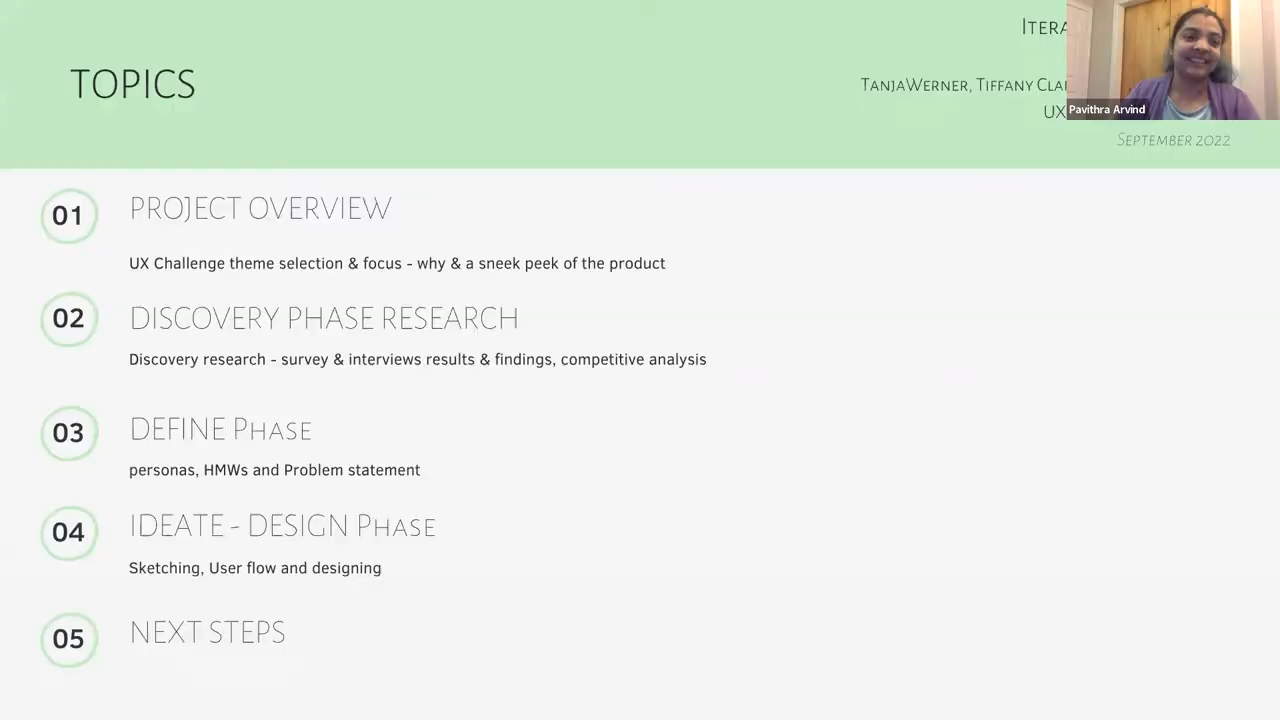 TOPICS
TanjaWerner, Tiffany
UX
Pavithra Arvind
September 2022
01
PROJECT OVERVIEW
UX Challenge theme selection & focus - why & a sneek peek of the product
02
DISCOVERY PHASE RESEARCH
Discovery research - survey & interviews results & findings, competitive analysis
03
DEFINE Phase
personas, HMWs and Problem statement
04
IDEATE - DESIGN Phase
Sketching, User flow and designing
05
NEXT STEPS